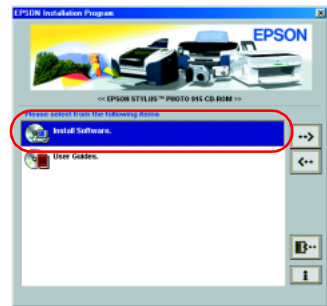 EPSON Installation Program
EPSON
<< EPSON STYLUS™ PHOTO 915 CD-ROM >>
Please select from the following items
Install Software.
User Guides.